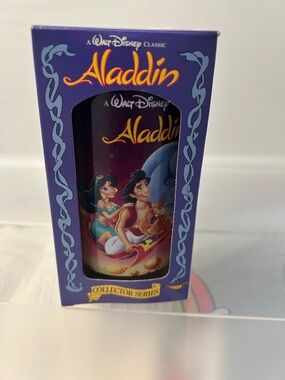 A Walt Disney CLASSIC
Aladdin
A Walt Disney
Aladdin
COLLECTOR SERIES